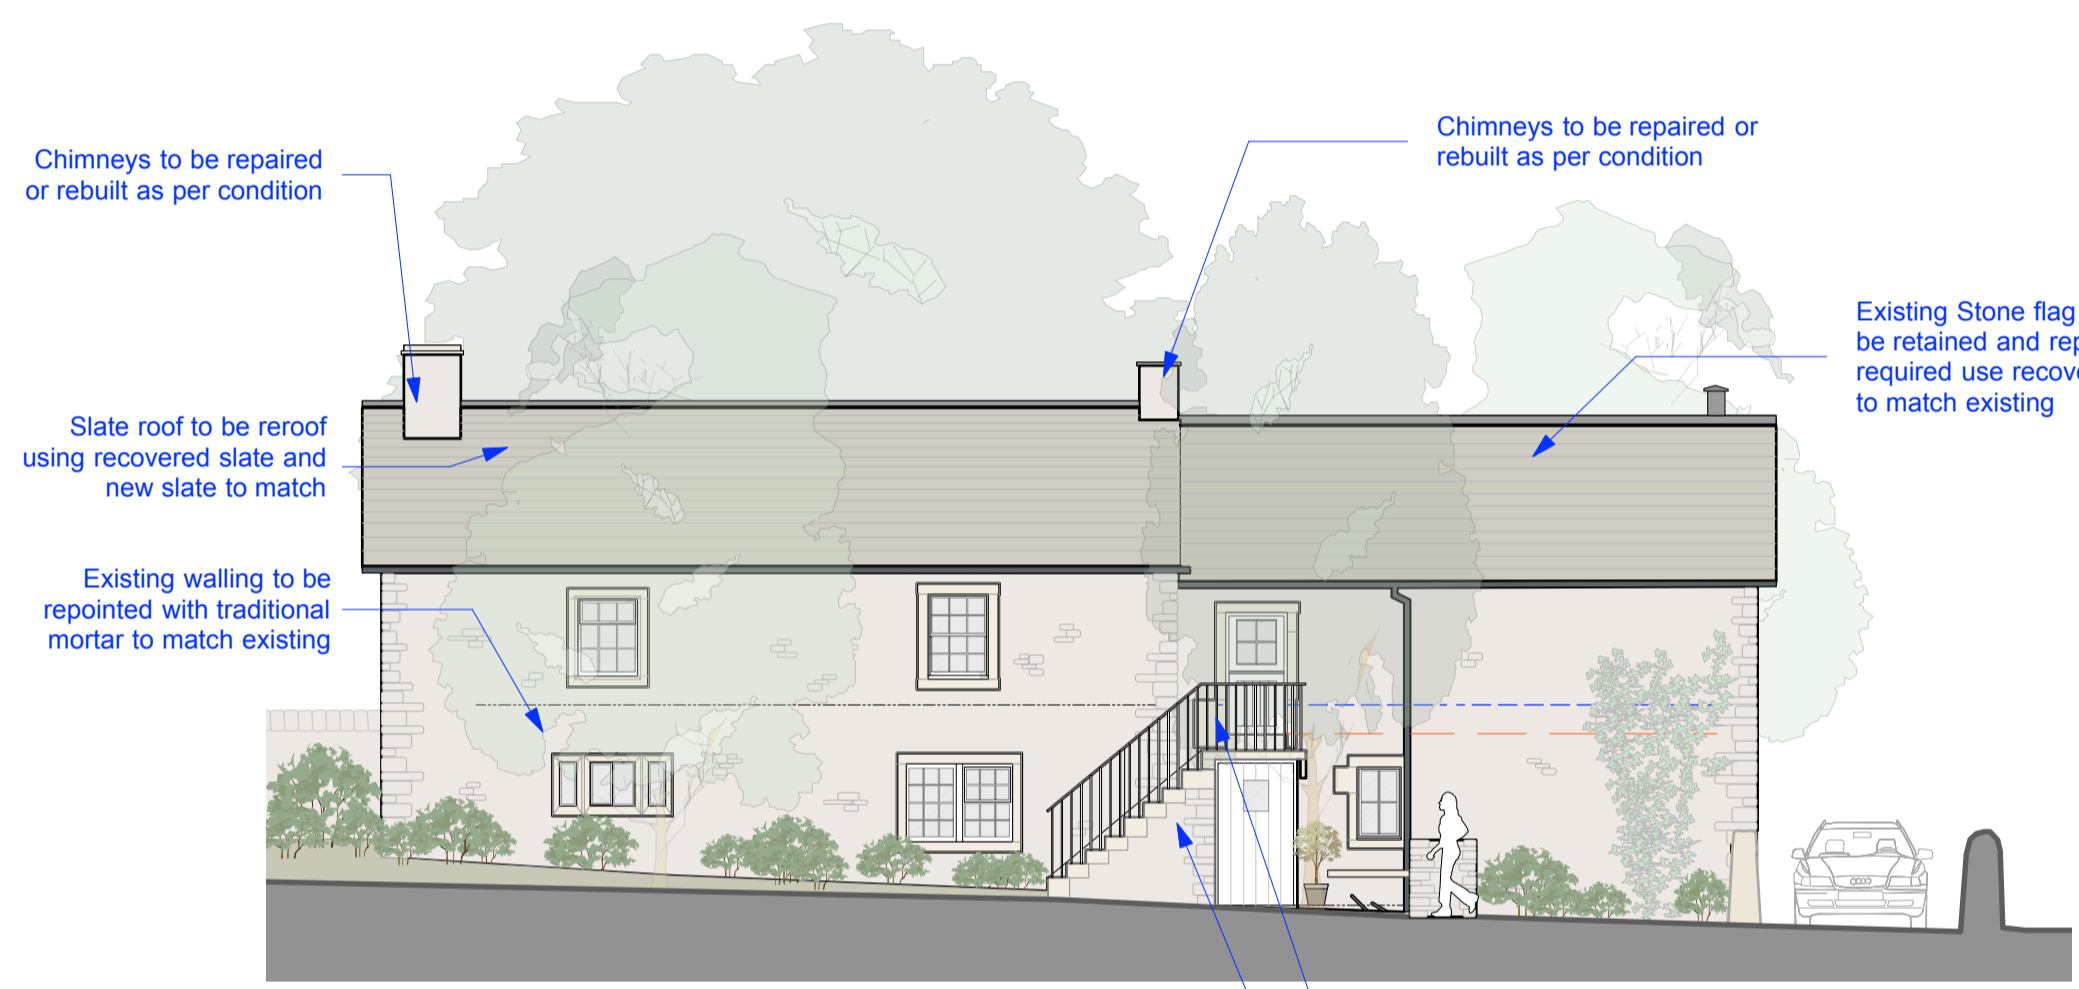 Chimneys to be repaired
or rebuilt as per condition
Chimneys to be repaired or
rebuilt as per condition
Existing Stone flag
be retained and
required use
to match existing
Slate roof to be reroof
using recovered slate and
new slate to match
Existing walling to be
repointed with traditional
mortar to match existing